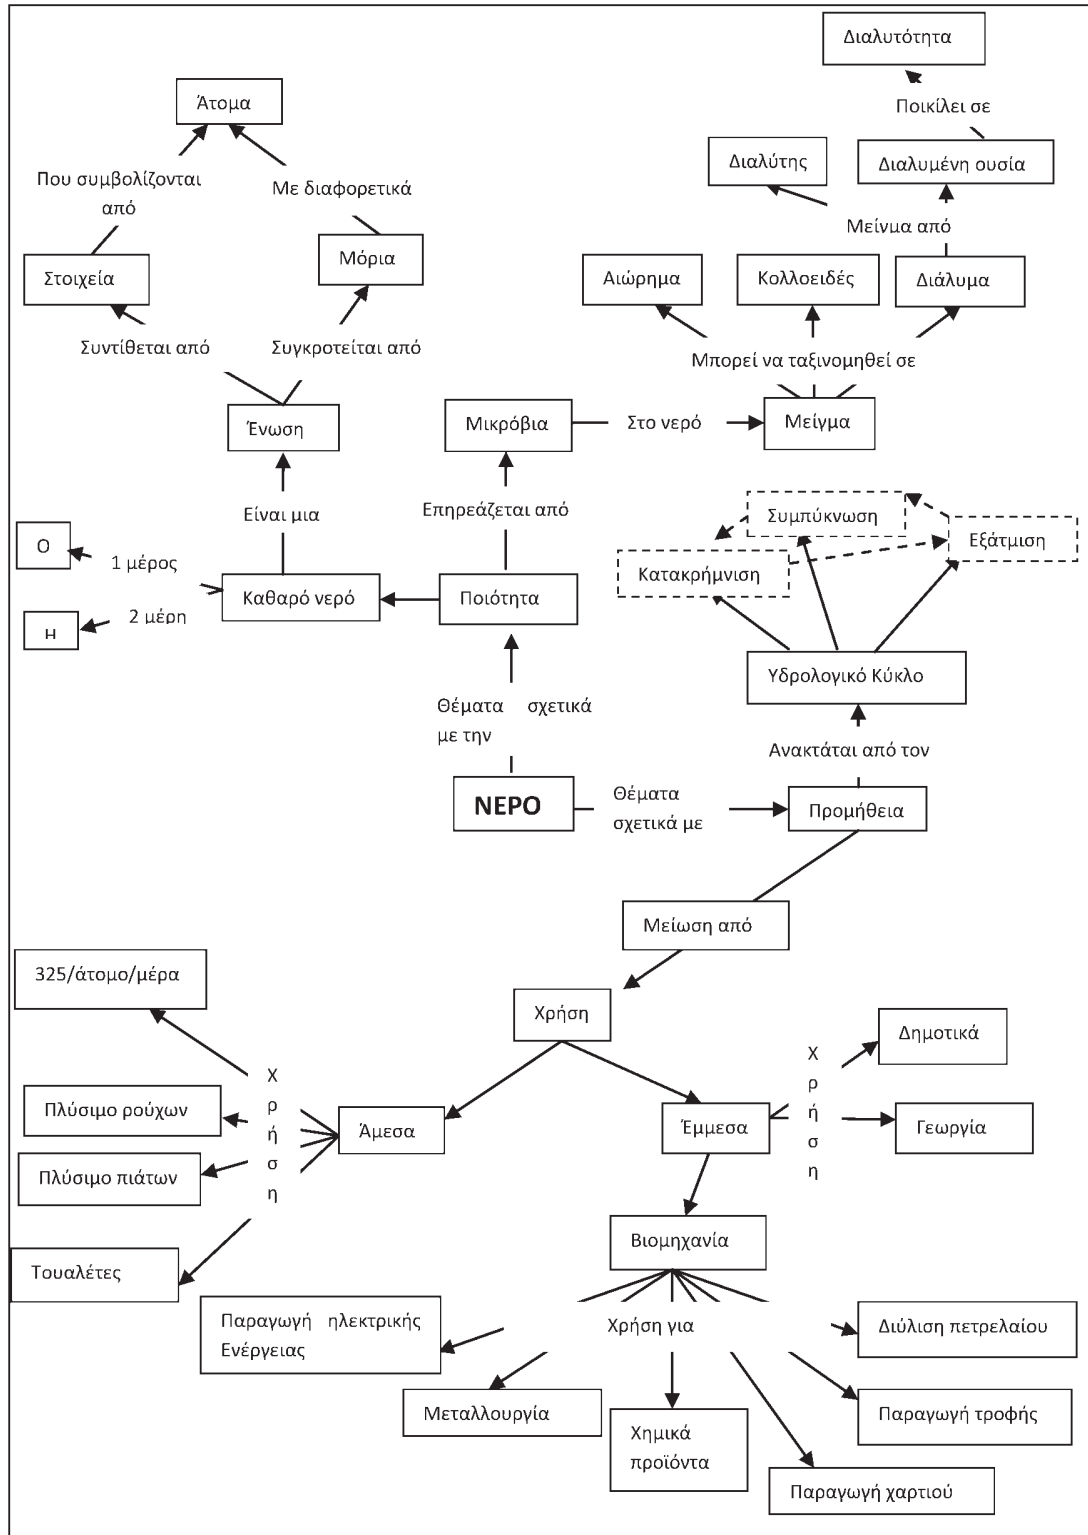 Διαλυτότητα
Άτομα
Ποικίλει σε
Διαλύτης
Διαλυμένη ουσία
Που συμβολίζονται
από
Με διαφορετικά
Μείνμα από
Στοιχεία
Μόρια
Αιώρημα
Κολλοειδές
Διάλυμα
Συντίθεται από
Συγκροτείται από
Μπορεί να ταξινομηθεί σε
Ένωση
Μικρόβια
Στο νερό
Μείγμα
Είναι μια
Επηρεάζεται από
Συμπύκνωση
Εξάτμιση
Κατακρήμνιση
Ο
1 μέρος
Καθαρό νερό
Ποιότητα
2 μέρη
Η
Υδρολογικό Κύκλο
Θέματα σχετικά
με την
Ανακτάται από τον
ΝΕΡΟ
Θέματα
σχετικά με
Προμήθεια
Μείωση από
325/άτομο/μέρα
Χρήση
Δημοτικά
Χρήση
Πλύσιμο ρούχων
Χρήση
Άμεσα
Έμμεσα
Γεωργία
Πλύσιμο πιάτων
Τουαλέτες
Βιομηχανία
Παραγωγή ηλεκτρικής
Ενέργειας
Χρήση για
Διύλιση πετρελαίου
Μεταλλουργία
Χημικά
προϊόντα
Παραγωγή τροφής
Παραγωγή χαρτιού